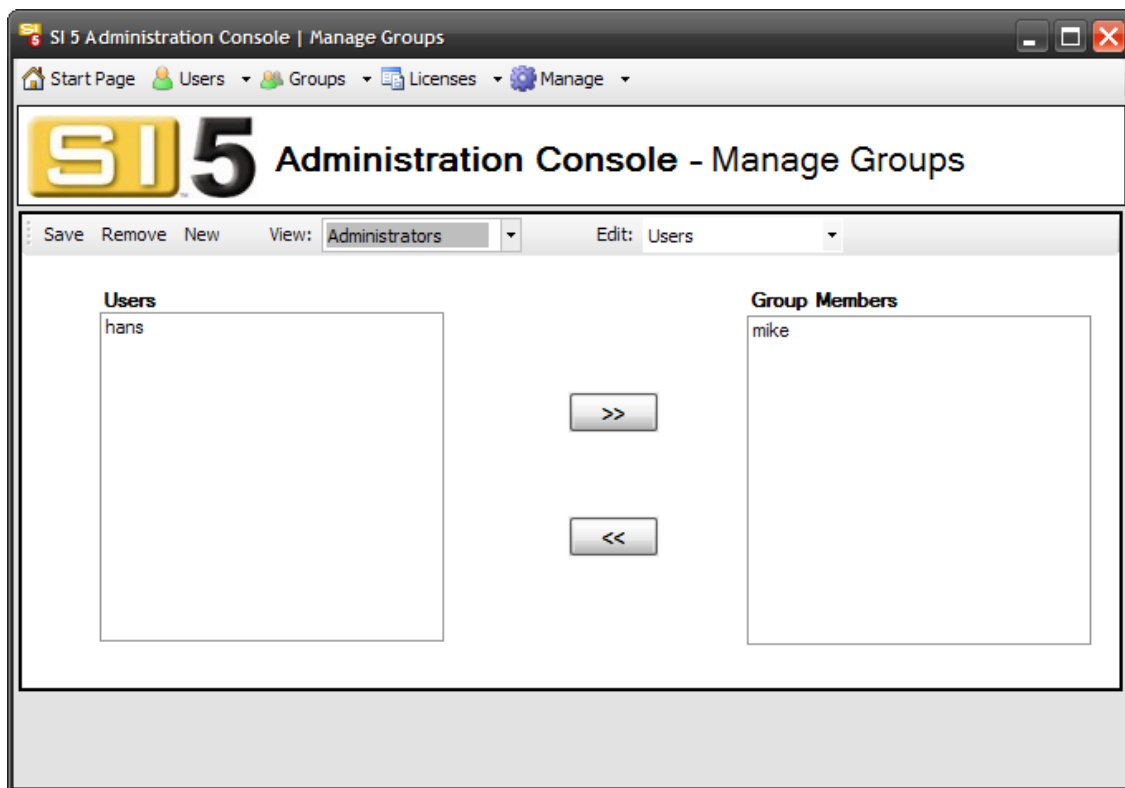 SI 5 Administration Console | Manage Groups
Start Page Users Groups Licenses Manage
SI 5 Administration Console - Manage Groups
Save Remove New View: Administrators Edit: Users
Users Group Members
hans mike
>>
<<